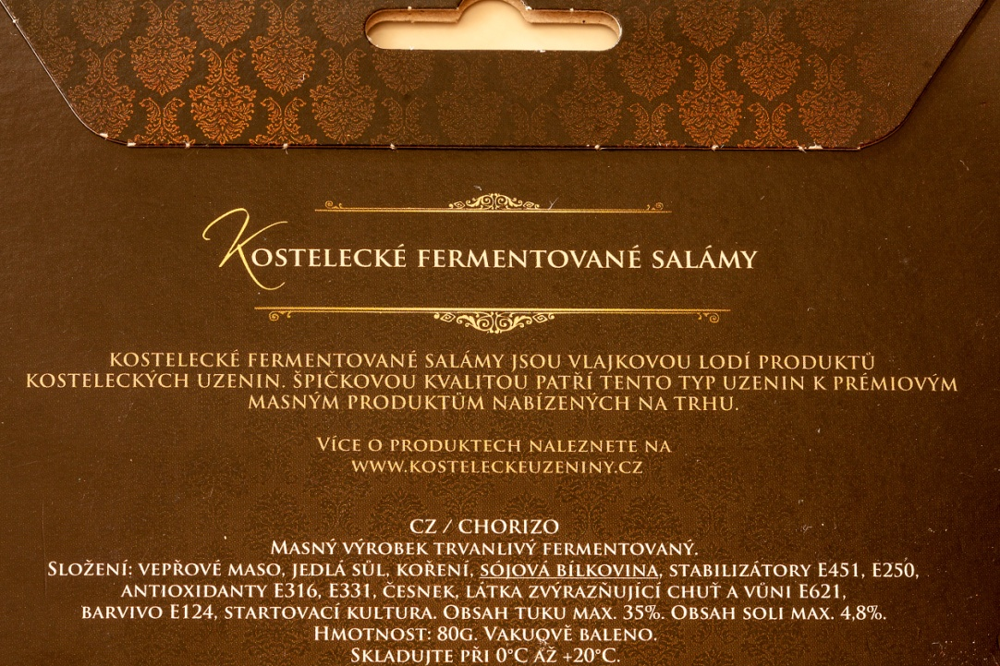 Kostelecké fermentované salámy
KOSTELECKÉ FERMENTOVANÉ SALÁMY JSOU VLAJKOVOU LODÍ PRODUKTŮ
KOSTELECKÝCH UZENIN. ŠPIČKOVOU KVALITOU PATŘÍ TENTO TYP UZENIN K PRÉMIOVÝM
MASNÝM PRODUKTŮM NABÍZENÝCH NA TRHU.
Více o produktech naleznete na
www.kosteleckeuzeniny.cz
CZ / CHORIZO
Masný výrobek trvanlivý fermentovaný.
Složení: vepřové maso, jedlá sůl, koření, sójová bílkovina, stabilizátory E451, E250,
antioxidanty E316, E331, česnek, látka zvýrazňující chuť a vůni E621,
barvivo E124, startovací kultura. Obsah tuku max. 35%. Obsah soli max. 4,8%.
Hmotnost: 80g. Vakuově baleno.
Skladujte při 0°C až +20°C.